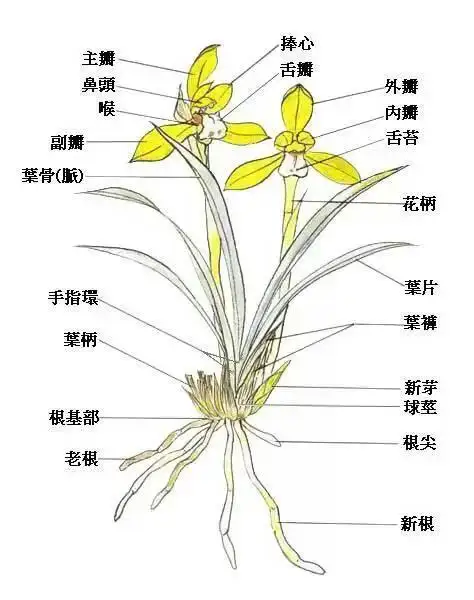 主瓣
捧心
鼻頭
舌瓣
喉
外瓣
內瓣
副瓣
舌苔
葉骨(脈)
花柄
葉片
手指環
葉褲
葉柄
新芽
球莖
根基部
根尖
老根
新根